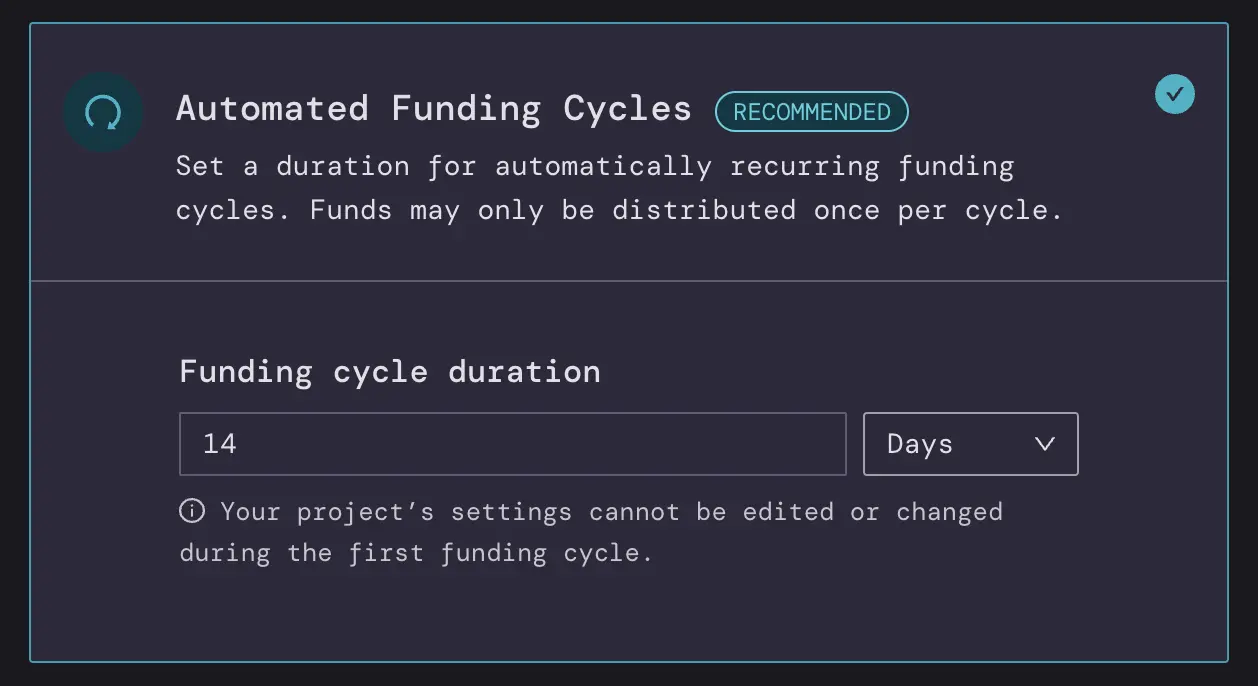 Automated Funding Cycles RECOMMENDED
Set a duration for automatically recurring funding
cycles. Funds may only be distributed once per cycle.
Funding cycle duration
14 Days
Your project’s settings cannot be edited or changed
during the first funding cycle.